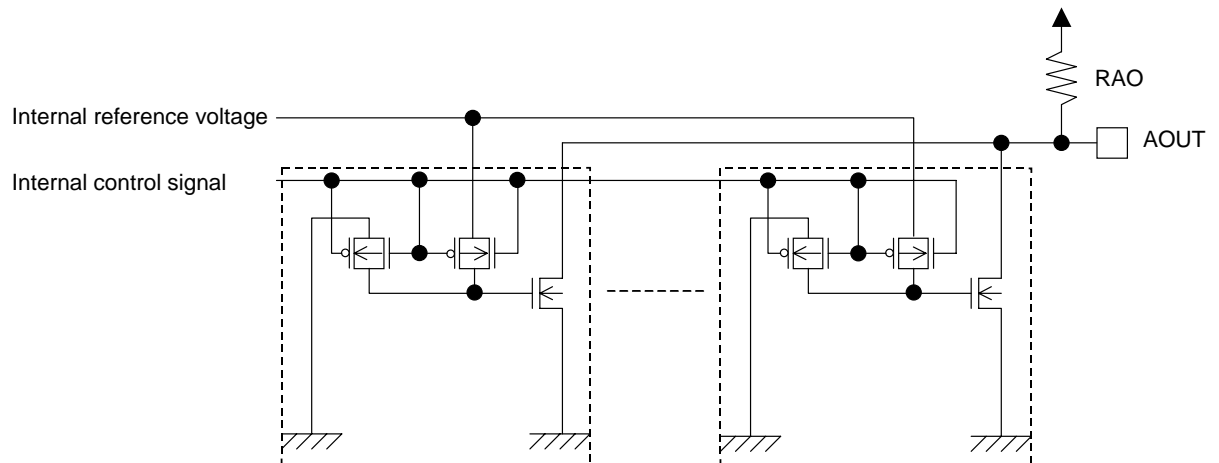 RAO
Internal reference voltage
AOUT
Internal control signal